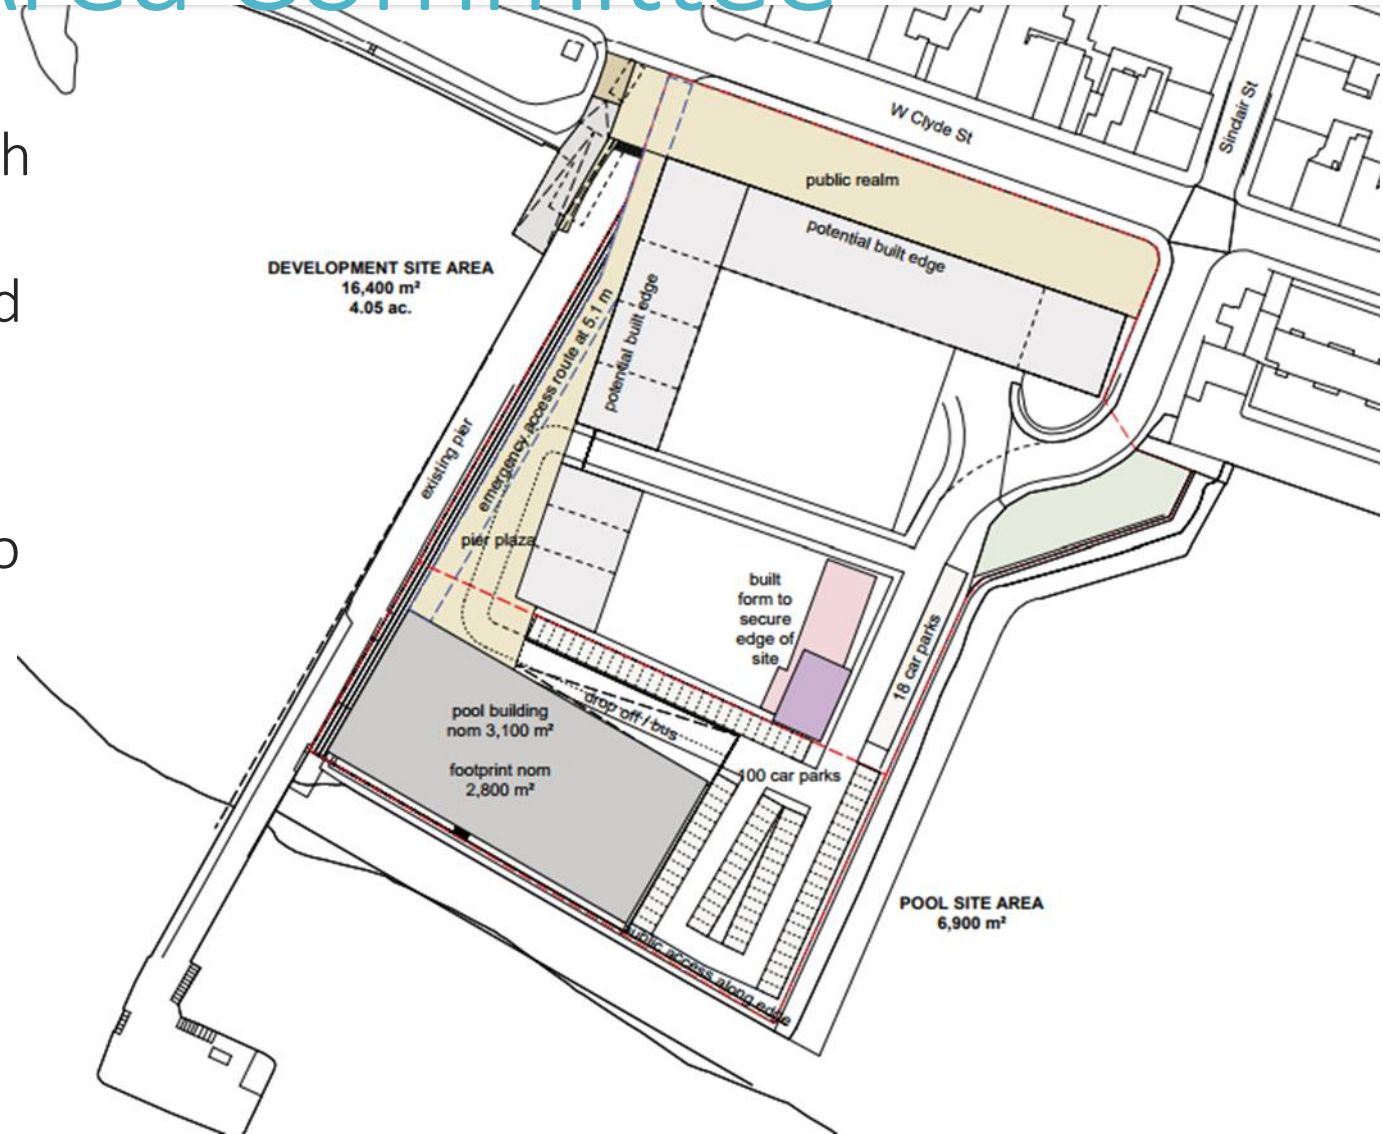 Area Committee
h
d
o
W Clyde St
Sinclair St
public realm
potential built edge
DEVELOPMENT SITE AREA
16,400 m²
4.05 ac.
potential built edge
emergency access route at 5.1 m
existing pier
pier plaza
built
form to
secure
edge of
site
18 car parks
drop off / bus
pool building
nom 3,100 m²
footprint nom
2,800 m²
100 car parks
POOL SITE AREA
6,900 m²
public access along edge